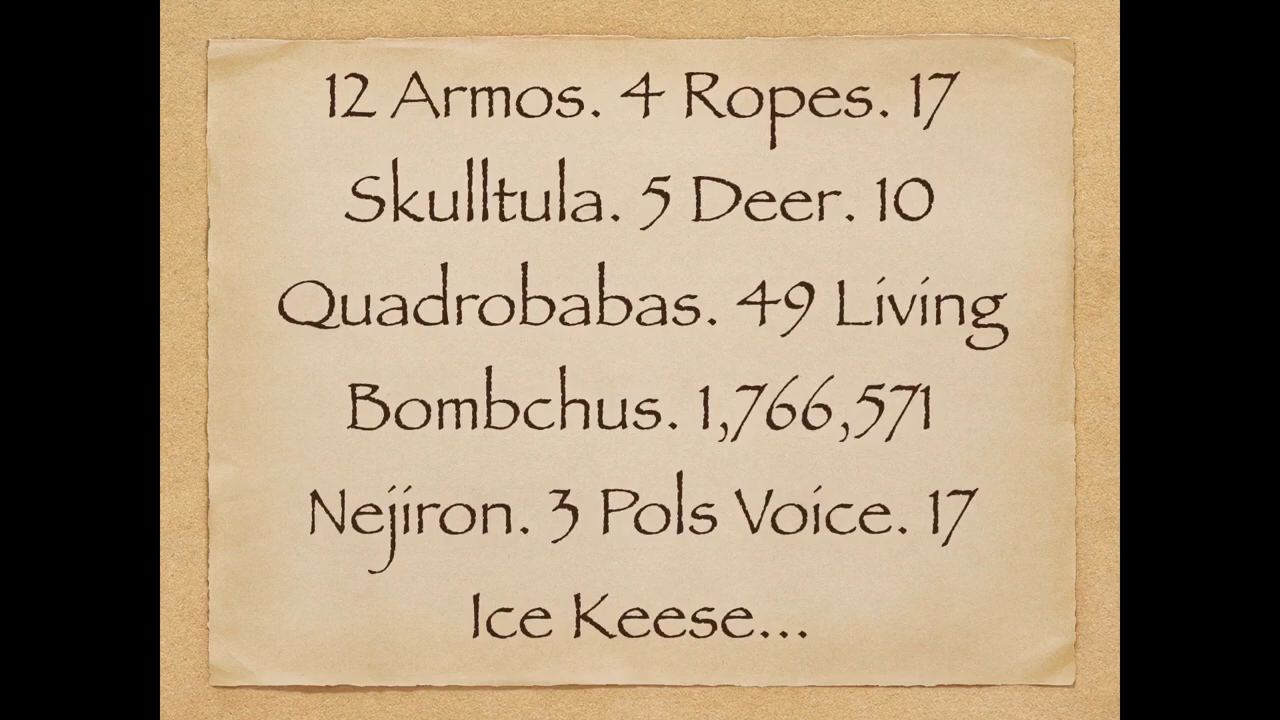 12 Armos. 4 Ropes. 17
Skulltula. 5 Deer. 10
Quadrobabas. 49 Living
Bombchus. 1,766,571
Nejiron. 3 Pols Voice. 17
Ice Keese...